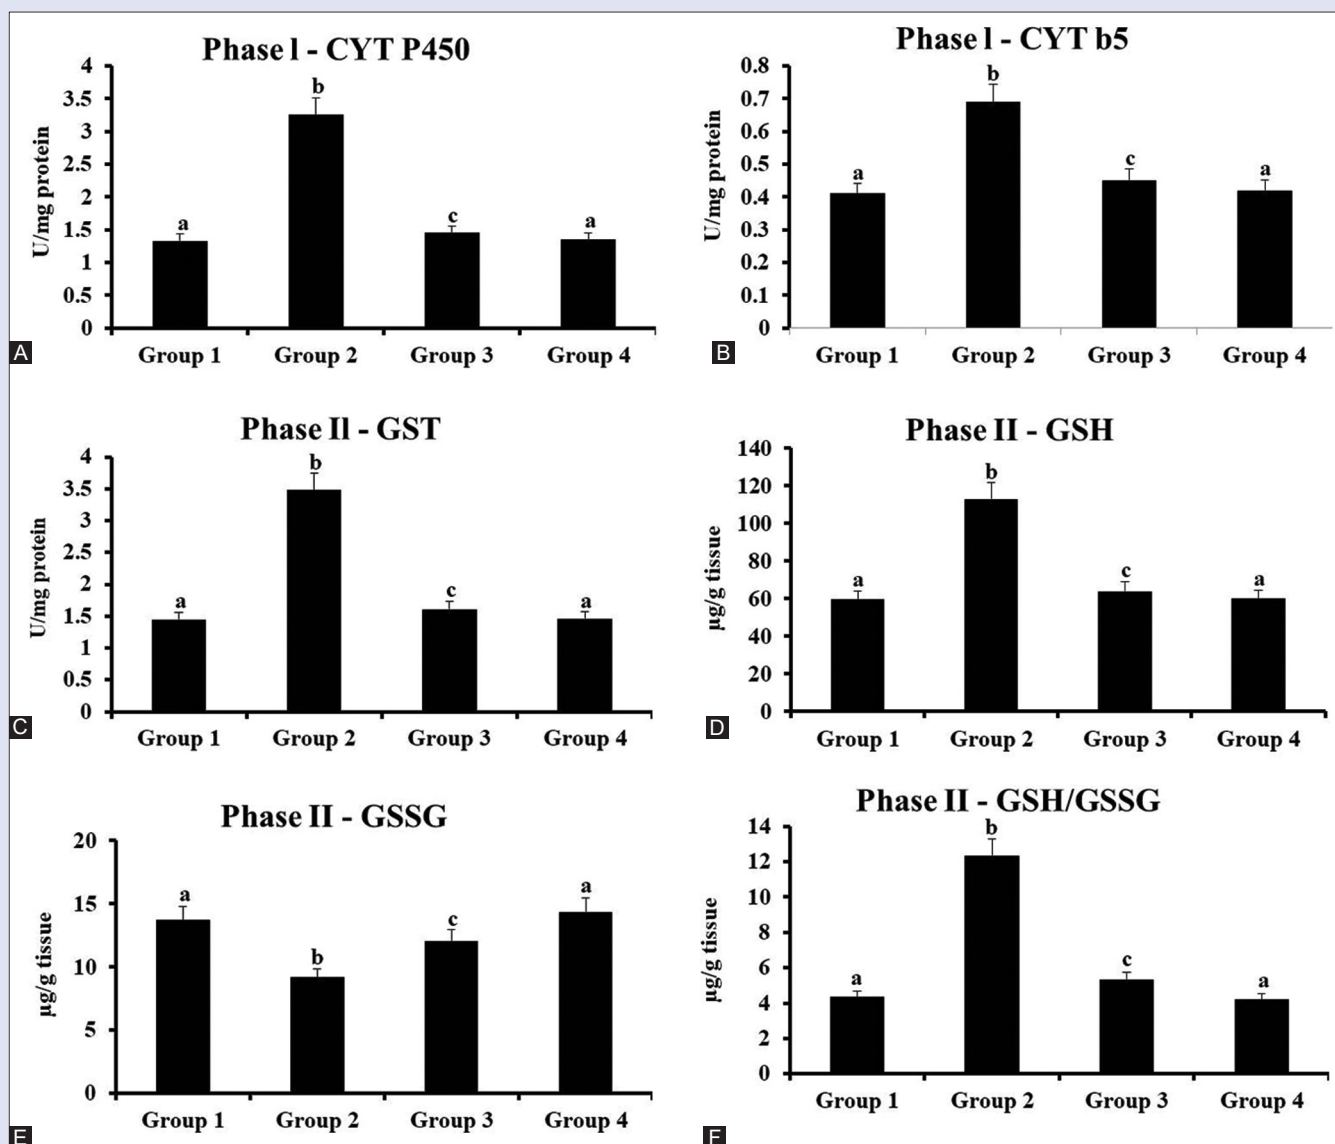 Phase l - CYT P450
4
3.5
3
2.5
2
1.5
1
0.5
0
U/mg protein
a
b
c
a
Group 1 Group 2 Group 3 Group 4
A
Phase l - CYT b5
0.8
0.7
0.6
0.5
0.4
0.3
0.2
0.1
0
U/mg protein
a
b
c
a
Group 1 Group 2 Group 3 Group 4
B
Phase Il - GST
4
3.5
3
2.5
2
1.5
1
0.5
0
U/mg protein
a
b
c
a
Group 1 Group 2 Group 3 Group 4
C
Phase II - GSH
140
120
100
80
60
40
20
0
µg/g tissue
a
b
c
a
Group 1 Group 2 Group 3 Group 4
D
Phase II - GSSG
20
15
10
5
0
µg/g tissue
a
b
c
a
Group 1 Group 2 Group 3 Group 4
E
Phase II - GSH/GSSG
14
12
10
8
6
4
2
0
µg/g tissue
a
b
c
a
Group 1 Group 2 Group 3 Group 4
F